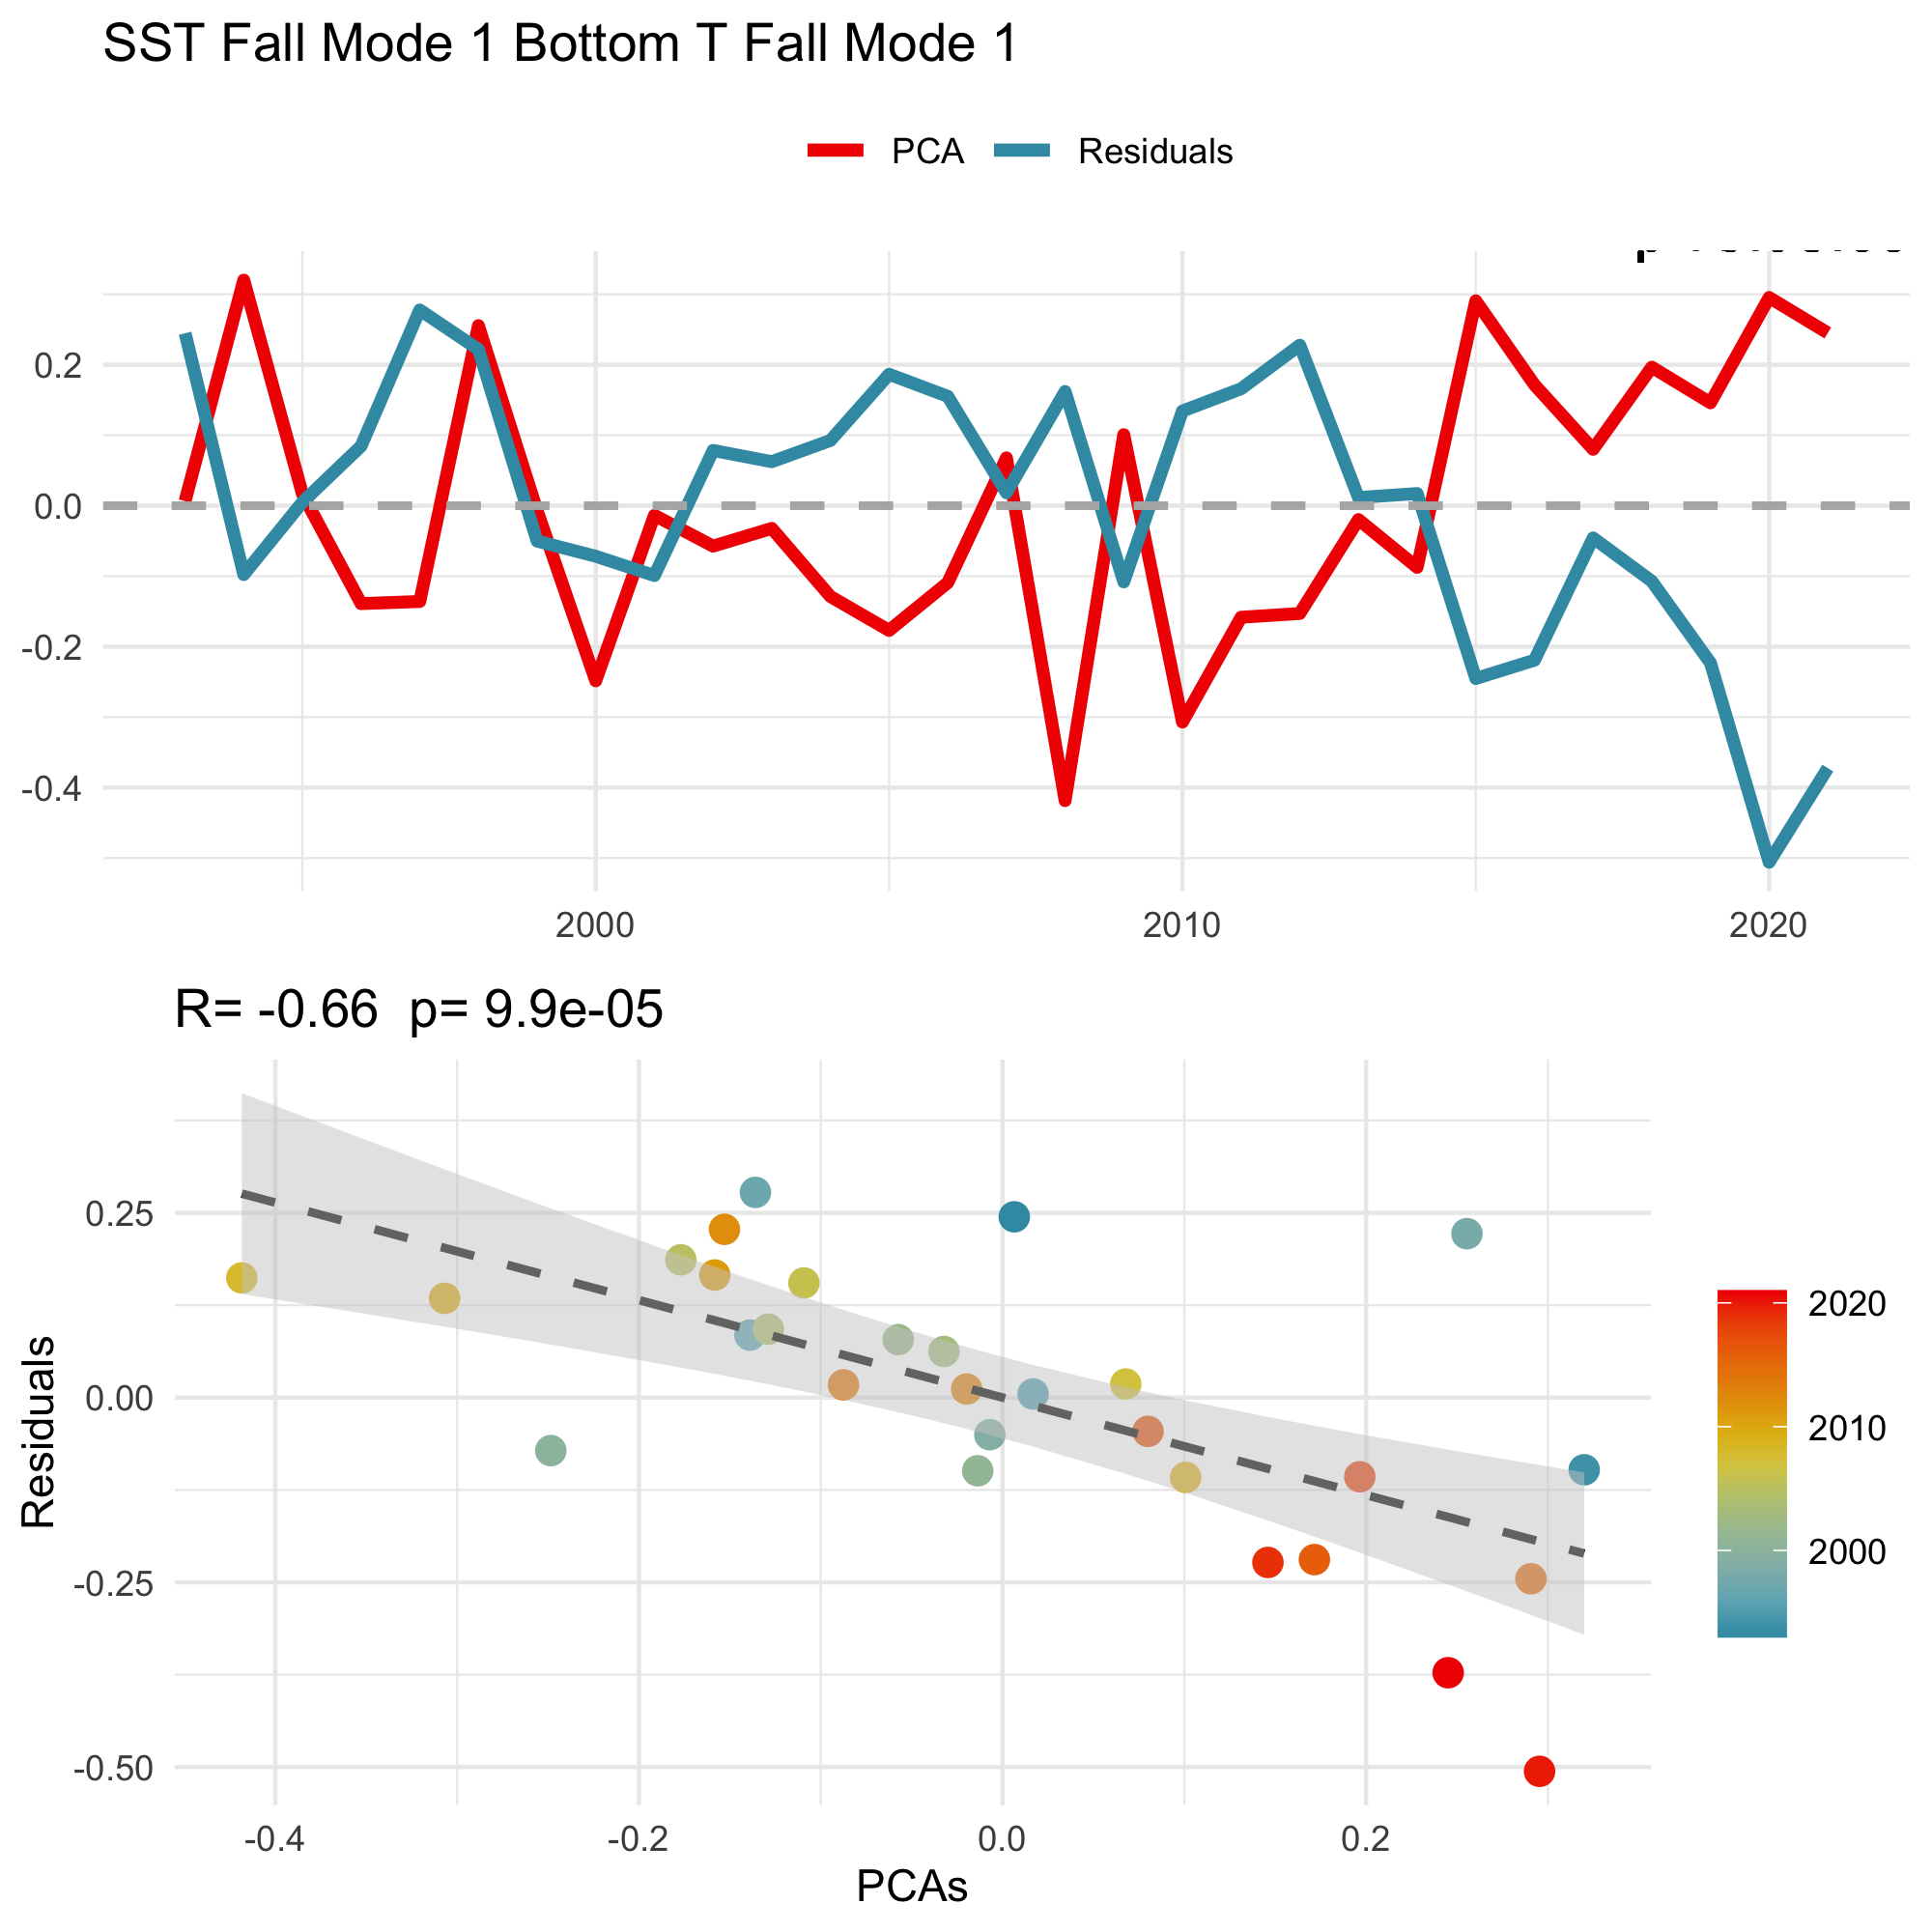 SST Fall Mode 1 Bottom T Fall Mode 1
PCA Residuals
0.2
0.0
-0.2
-0.4
2000 2010 2020
R= -0.66 p= 9.9e-05
Residuals
0.25
0.00
-0.25
-0.50
-0.4 -0.2 0.0 0.2
PCAs
2020
2010
2000